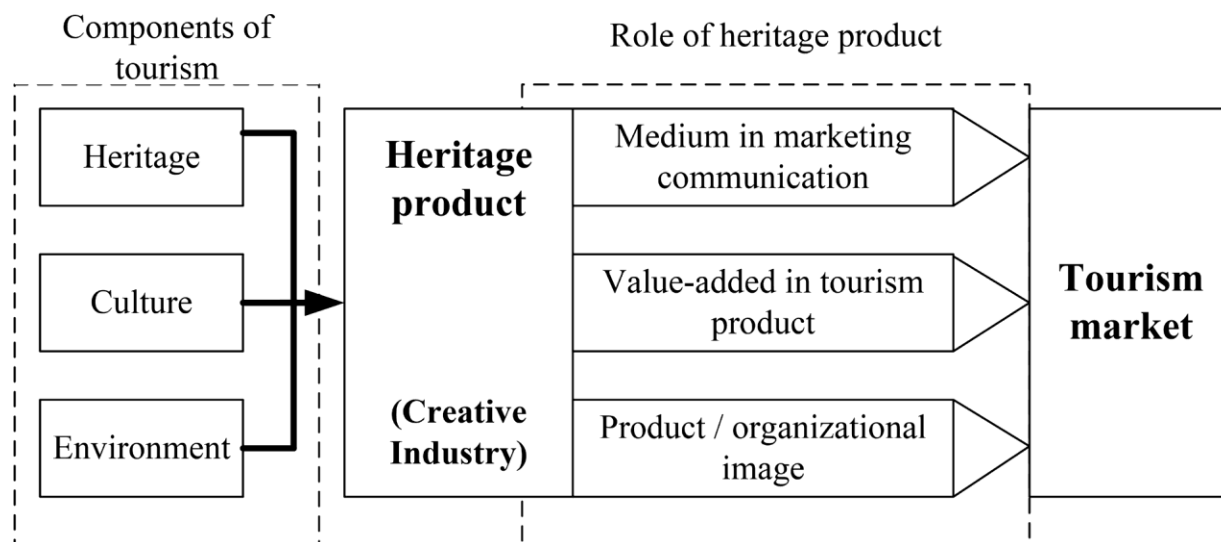 Components of
tourism
Role of heritage product
Heritage
Culture
Environment
Heritage
product
(Creative
Industry)
Medium in marketing
communication
Value-added in tourism
product
Product / organizational
image
Tourism
market